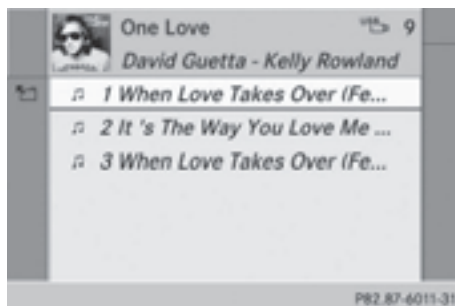 One Love USB 9
David Guetta - Kelly Rowland
1 When Love Takes Over (Fe...
2 It 's The Way You Love Me ...
3 When Love Takes Over (Fe...
P82.87-6011-31